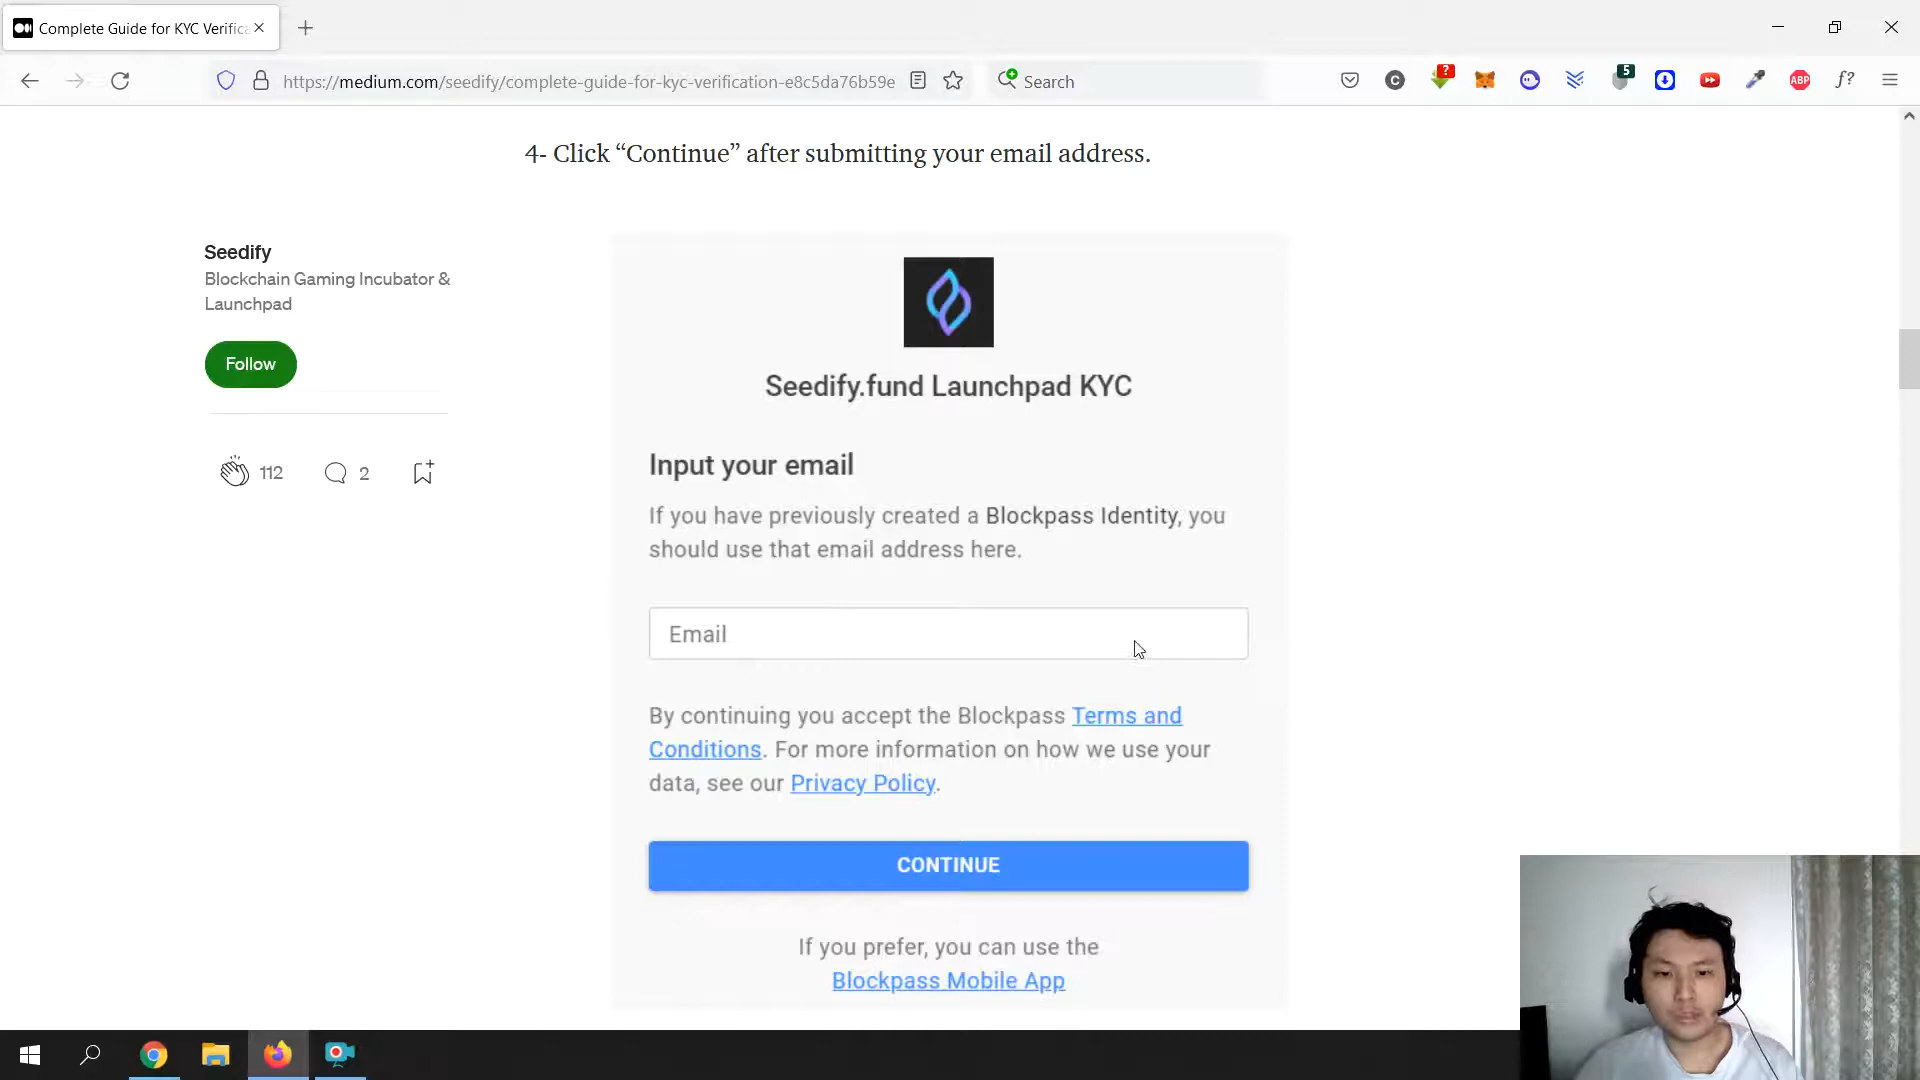 Complete Guide for KYC Verific
https://medium.com/seedify/complete-guide-for-kyc-verification-e8c5da76b59e
Search
C
?
5
ABP
f?
4- Click “Continue” after submitting your email address.
Seedify
Blockchain Gaming Incubator &
Launchpad
Follow
112
2
Seedify.fund Launchpad KYC
Input your email
If you have previously created a Blockpass Identity, you
should use that email address here.
Email
By continuing you accept the Blockpass Terms and
Conditions. For more information on how we use your
data, see our Privacy Policy.
CONTINUE
If you prefer, you can use the
Blockpass Mobile App